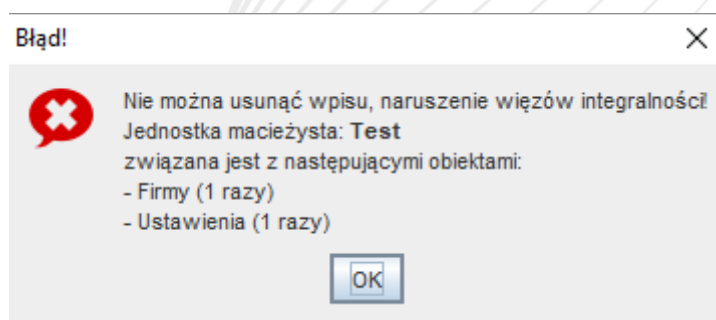 Błąd!
Nie można usunąć wpisu, naruszenie więzów integralności!
Jednostka macieżysta: Test
związana jest z następującymi obiektami:
- Firmy (1 razy)
- Ustawienia (1 razy)
OK